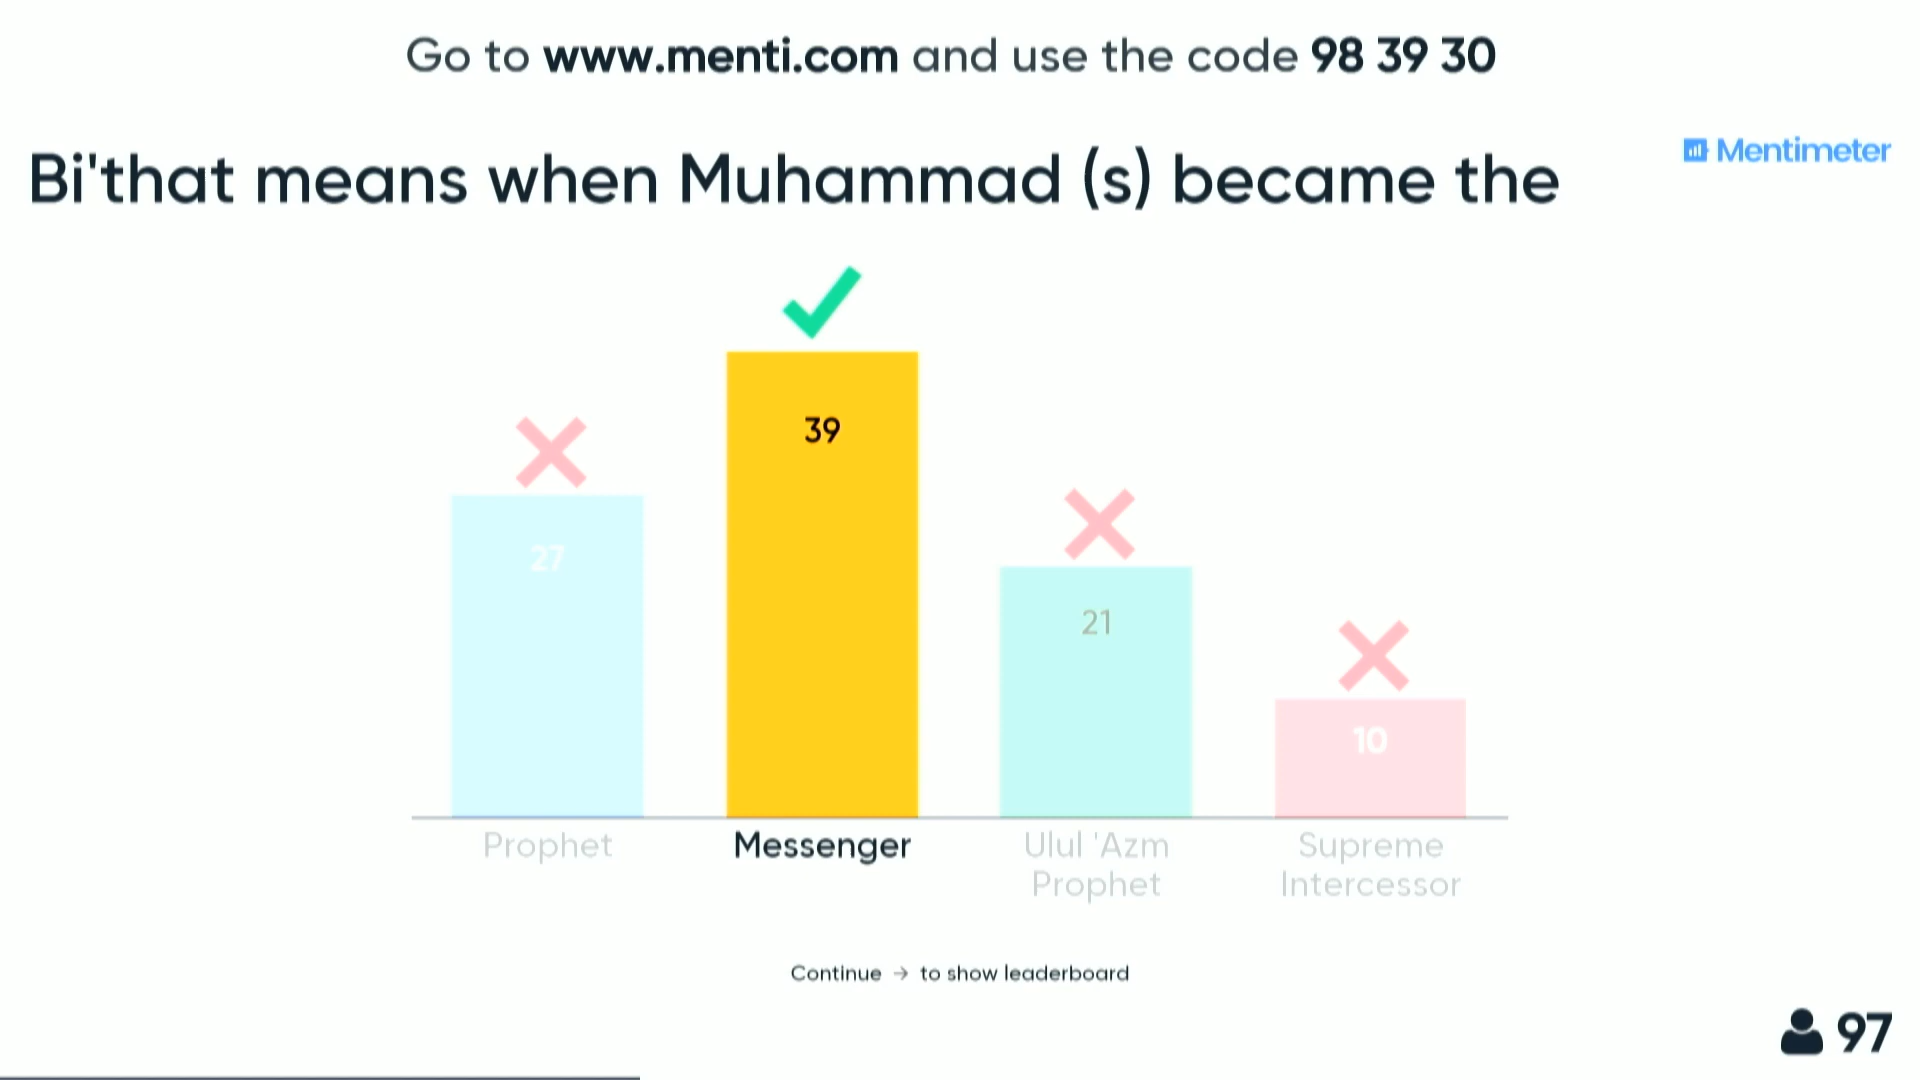 Go to www.menti.com and use the code 98 39 30
Mentimeter
Bi'that means when Muhammad (s) became the
39
27
21
10
Prophet
Messenger
Ulul 'Azm
Prophet
Supreme
Intercessor
Continue → to show leaderboard
97